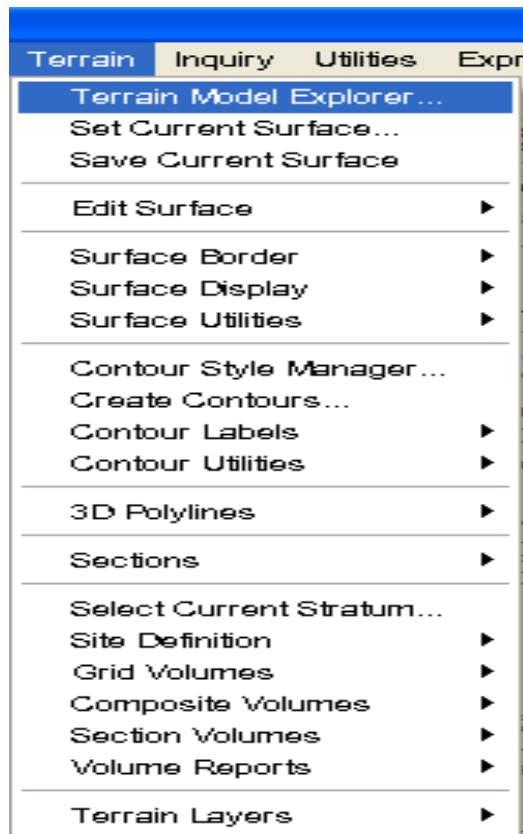 Terrain Inquiry Utilities Expr
Terrain Model Explorer...
Set Current Surface...
Save Current Surface
Edit Surface
Surface Border
Surface Display
Surface Utilities
Contour Style Manager...
Create Contours...
Contour Labels
Contour Utilities
3D Polylines
Sections
Select Current Stratum...
Site Definition
Grid Volumes
Composite Volumes
Section Volumes
Volume Reports
Terrain Layers